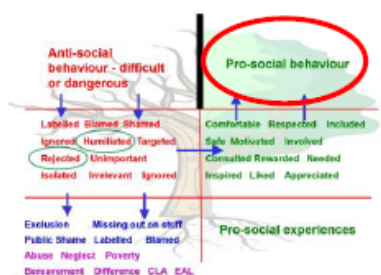 Anti-social
behaviour - difficult
or dangerous
Pro-social behaviour
Labelled Blamed Shamed
Ignored Humiliated Targeted
Rejected Unimportant
Isolated Irrelevant Ignored
Comfortable Respected Included
Safe Motivated Involved
Consulted Rewarded Needed
Inspired Liked Appreciated
Exclusion Missing out on stuff
Public Shame Labelled Blamed
Abuse Neglect Poverty
Bereavement Difference CLA EAL
Pro-social experiences